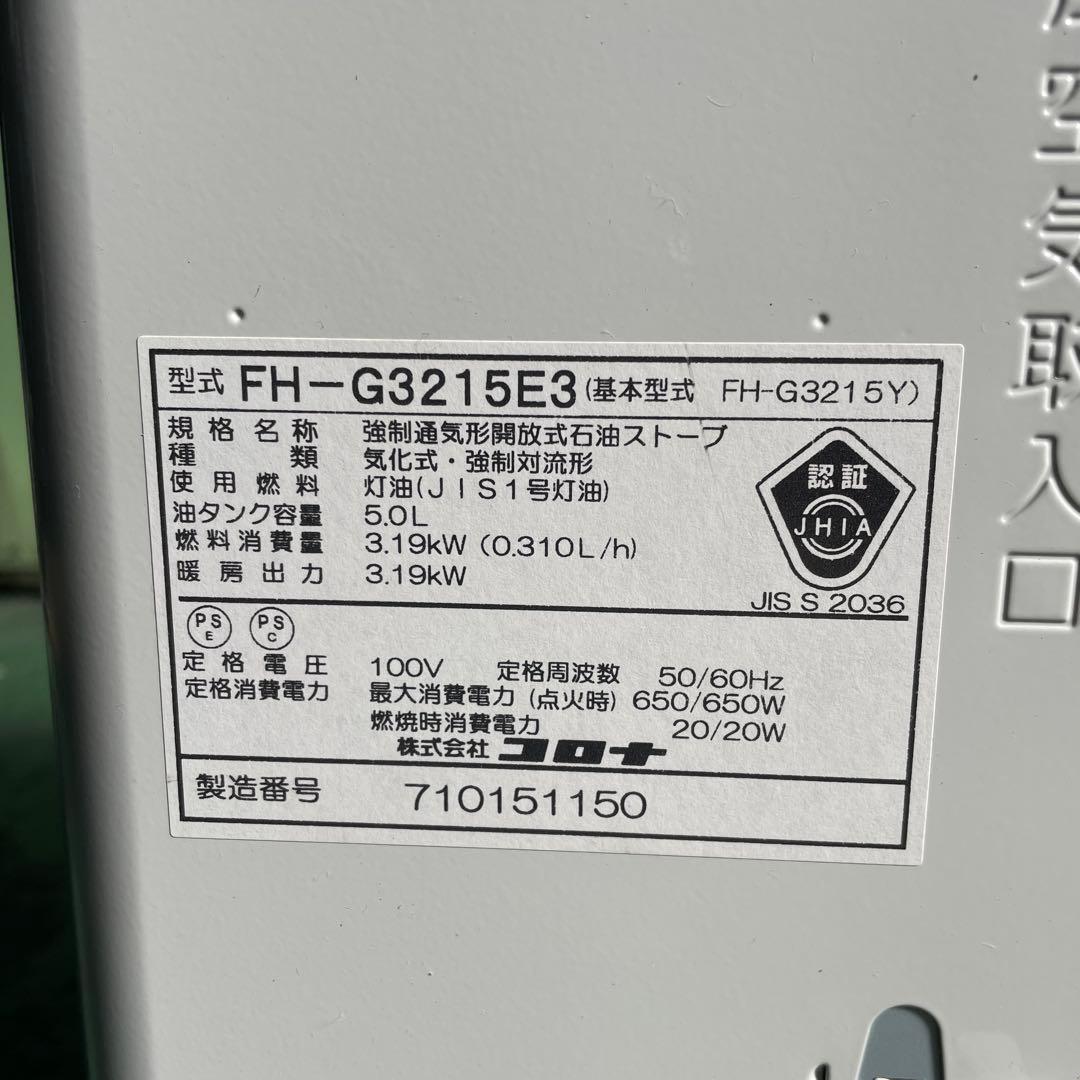 型式 FH-G3215E3 (基本型式 FH-G3215Y)
規格名称 強制通気形開放式石油ストーブ
種類 気化式・強制対流形
使用燃料 灯油(JIS1号灯油)
油タンク容量 5.0L
燃料消費量 3.19kW (0.310L/h)
暖房出力 3.19kW
認証
JHIA
JIS S 2036
PS E PS C
定格電圧 100V 定格周波数 50/60Hz
定格消費電力 最大消費電力 (点火時) 650/650W
燃焼時消費電力 20/20W
株式会社 コロナ
製造番号 710151150
空気取入口